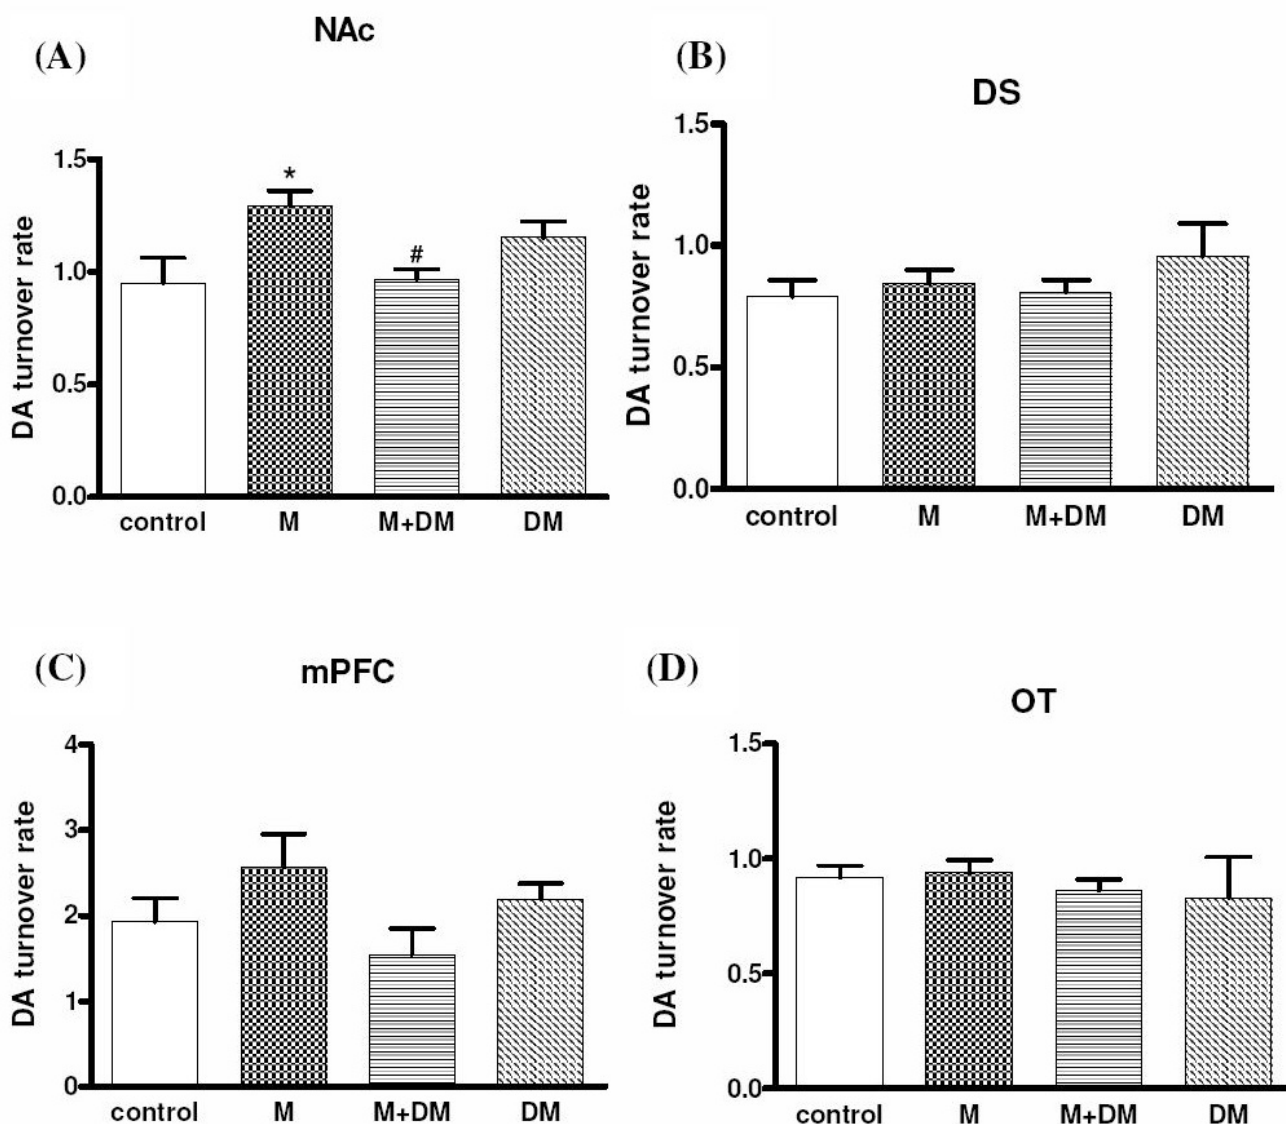 (A)
NAc
DA turnover rate
1.5
1.0
0.5
0.0
*
#
control M M+DM DM
(B)
DS
DA turnover rate
1.5
1.0
0.5
0.0
control M M+DM DM
(C)
mPFC
DA turnover rate
4
3
2
1
0
control M M+DM DM
(D)
OT
DA turnover rate
1.5
1.0
0.5
0.0
control M M+DM DM